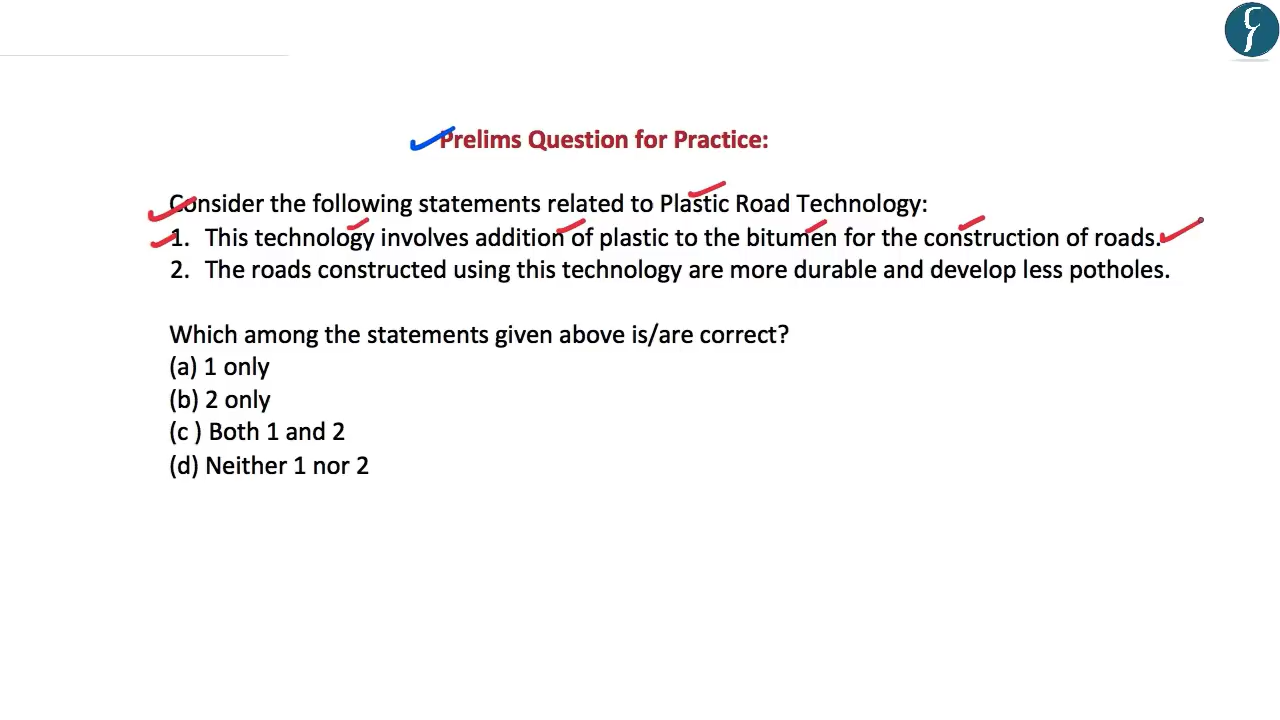 Prelims Question for Practice:
Consider the following statements related to Plastic Road Technology:
1. This technology involves addition of plastic to the bitumen for the construction of roads.
2. The roads constructed using this technology are more durable and develop less potholes.
Which among the statements given above is/are correct?
(a) 1 only
(b) 2 only
(c ) Both 1 and 2
(d) Neither 1 nor 2